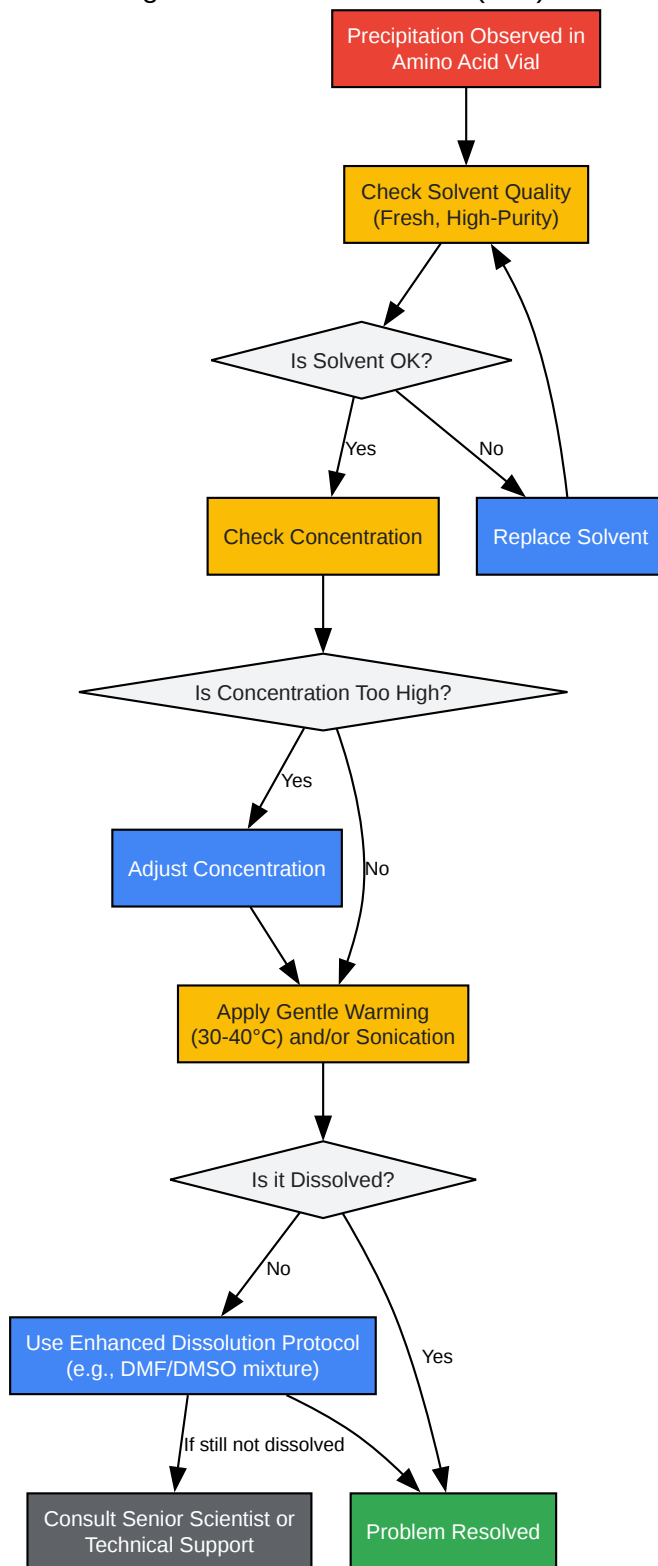 Precipitation Observed in
Amino Acid Vial
Check Solvent Quality
(Fresh, High-Purity)
Is Solvent OK?
Yes
No
Check Concentration
Replace Solvent
Is Concentration Too High?
Yes
Adjust Concentration
No
Apply Gentle Warming
(30-40°C) and/or Sonication
Is it Dissolved?
No
Use Enhanced Dissolution Protocol
(e.g., DMF/DMSO mixture)
Yes
If still not dissolved
Consult Senior Scientist or
Technical Support
Problem Resolved